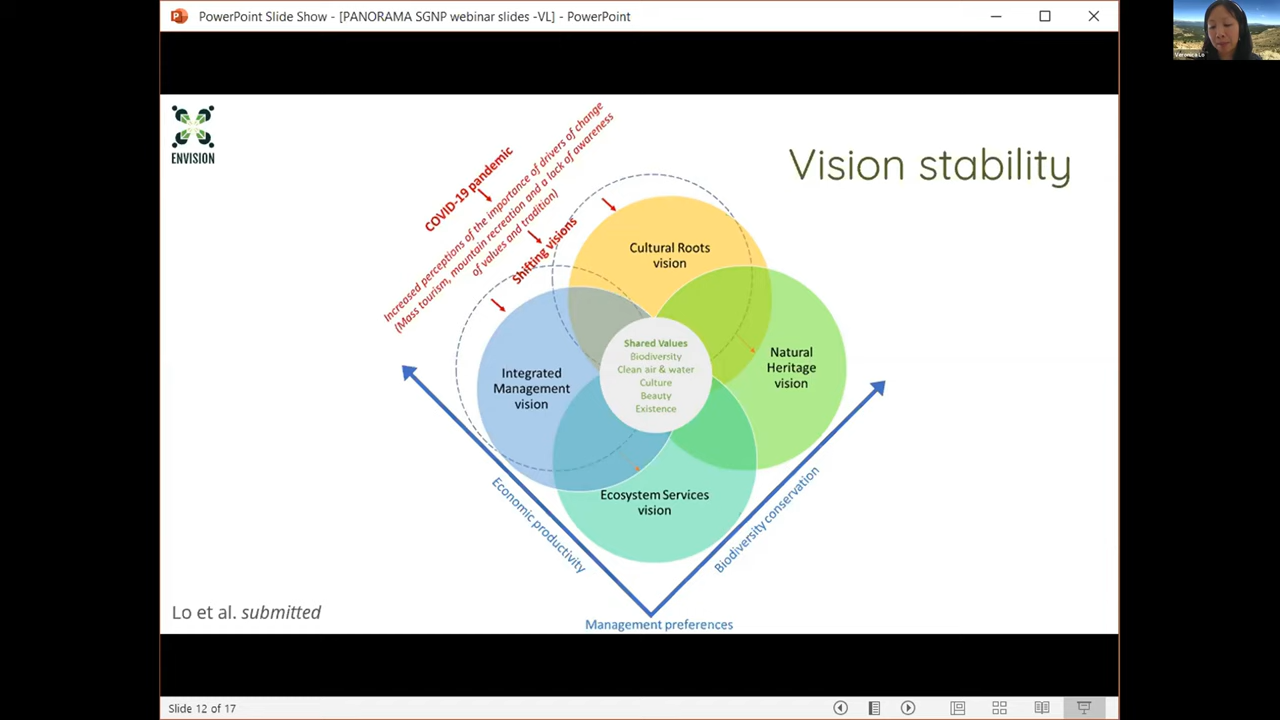 PowerPoint Slide Show - [PANORAMA SGNP webinar slides -VL] - PowerPoint
Veronica Lo
ENVISION
Vision stability
COVID-19 pandemic
Increased perceptions of the importance of drivers of change
(Mass tourism, mountain recreation and a lack of awareness
of values and tradition)
Shifting visions
Cultural Roots
vision
Natural
Heritage
vision
Integrated
Management
vision
Shared Values
Biodiversity
Clean air & water
Culture
Beauty
Existence
Ecosystem Services
vision
Economic productivity
Biodiversity conservation
Management preferences
Lo et al. submitted
Slide 12 of 17